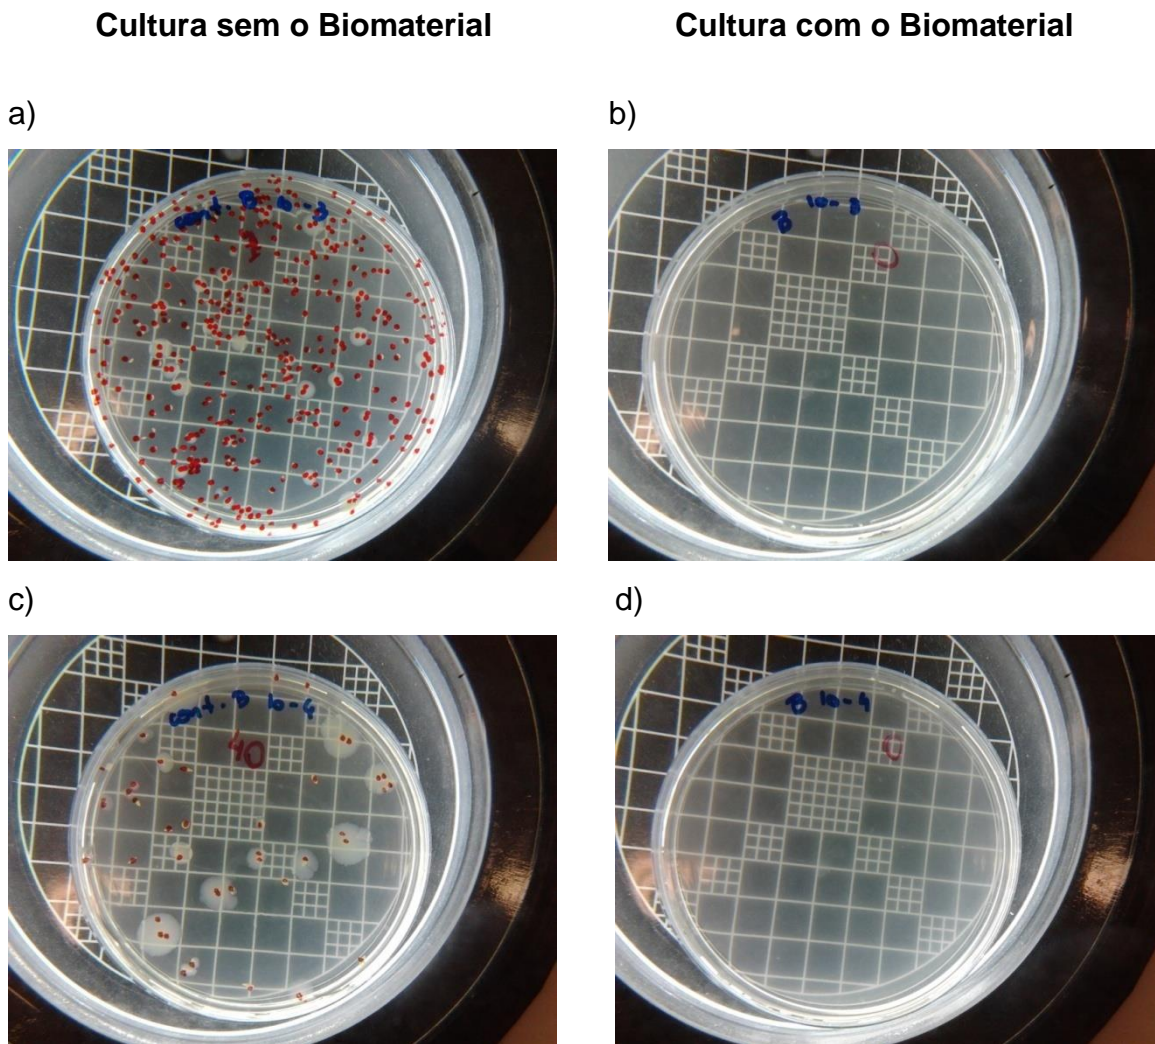 Cultura sem o Biomaterial
Cultura com o Biomaterial
a)
b)
cont. B 10-3
B 10-3
0
c)
d)
cont. B 10-4
40
B 10-4
0